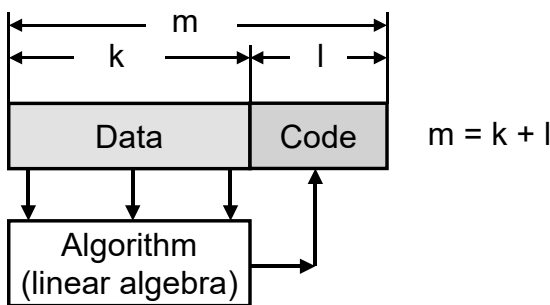 m
k l
Data Code m = k + l
Algorithm
(linear algebra)